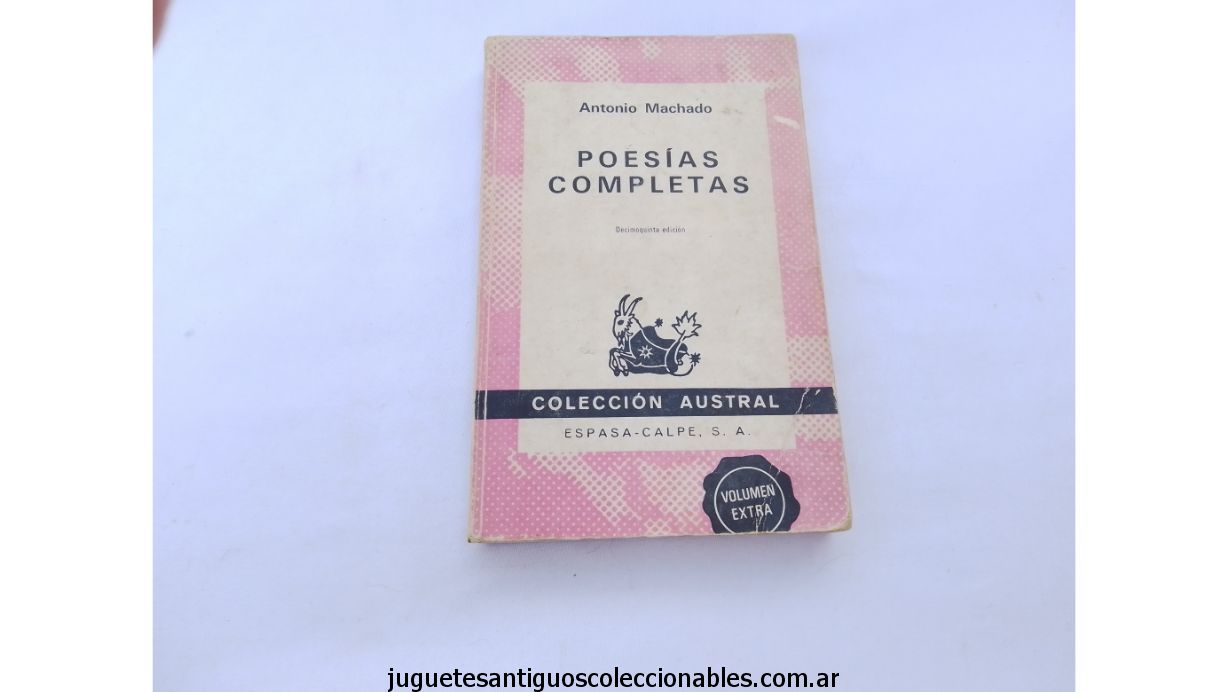 Antonio Machado
POESÍAS
COMPLETAS
Decimoquinta edición
COLECCIÓN AUSTRAL
ESPASA-CALPE, S. A.
VOLUMEN
EXTRA
juguetesantiguoscoleccionables.com.ar